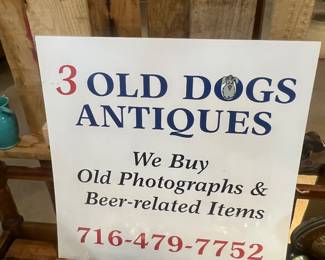 3 OLD DOGS
ANTIQUES
We Buy
Old Photographs &
Beer-related Items
716-479-7752